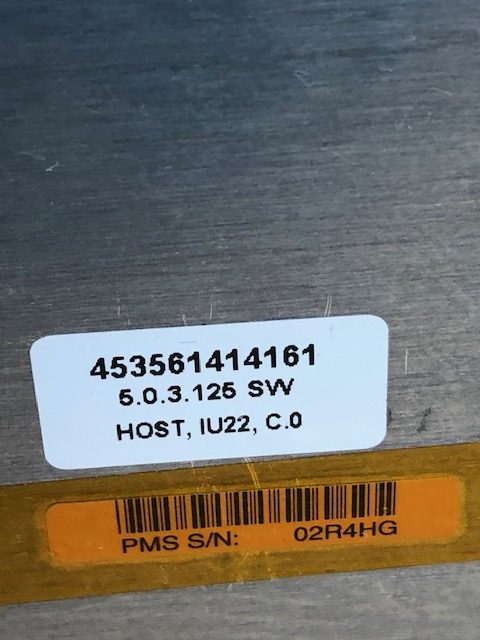 453561414161
5.0.3.125 SW
HOST, IU22, C.0
PMS S/N: 02R4HG